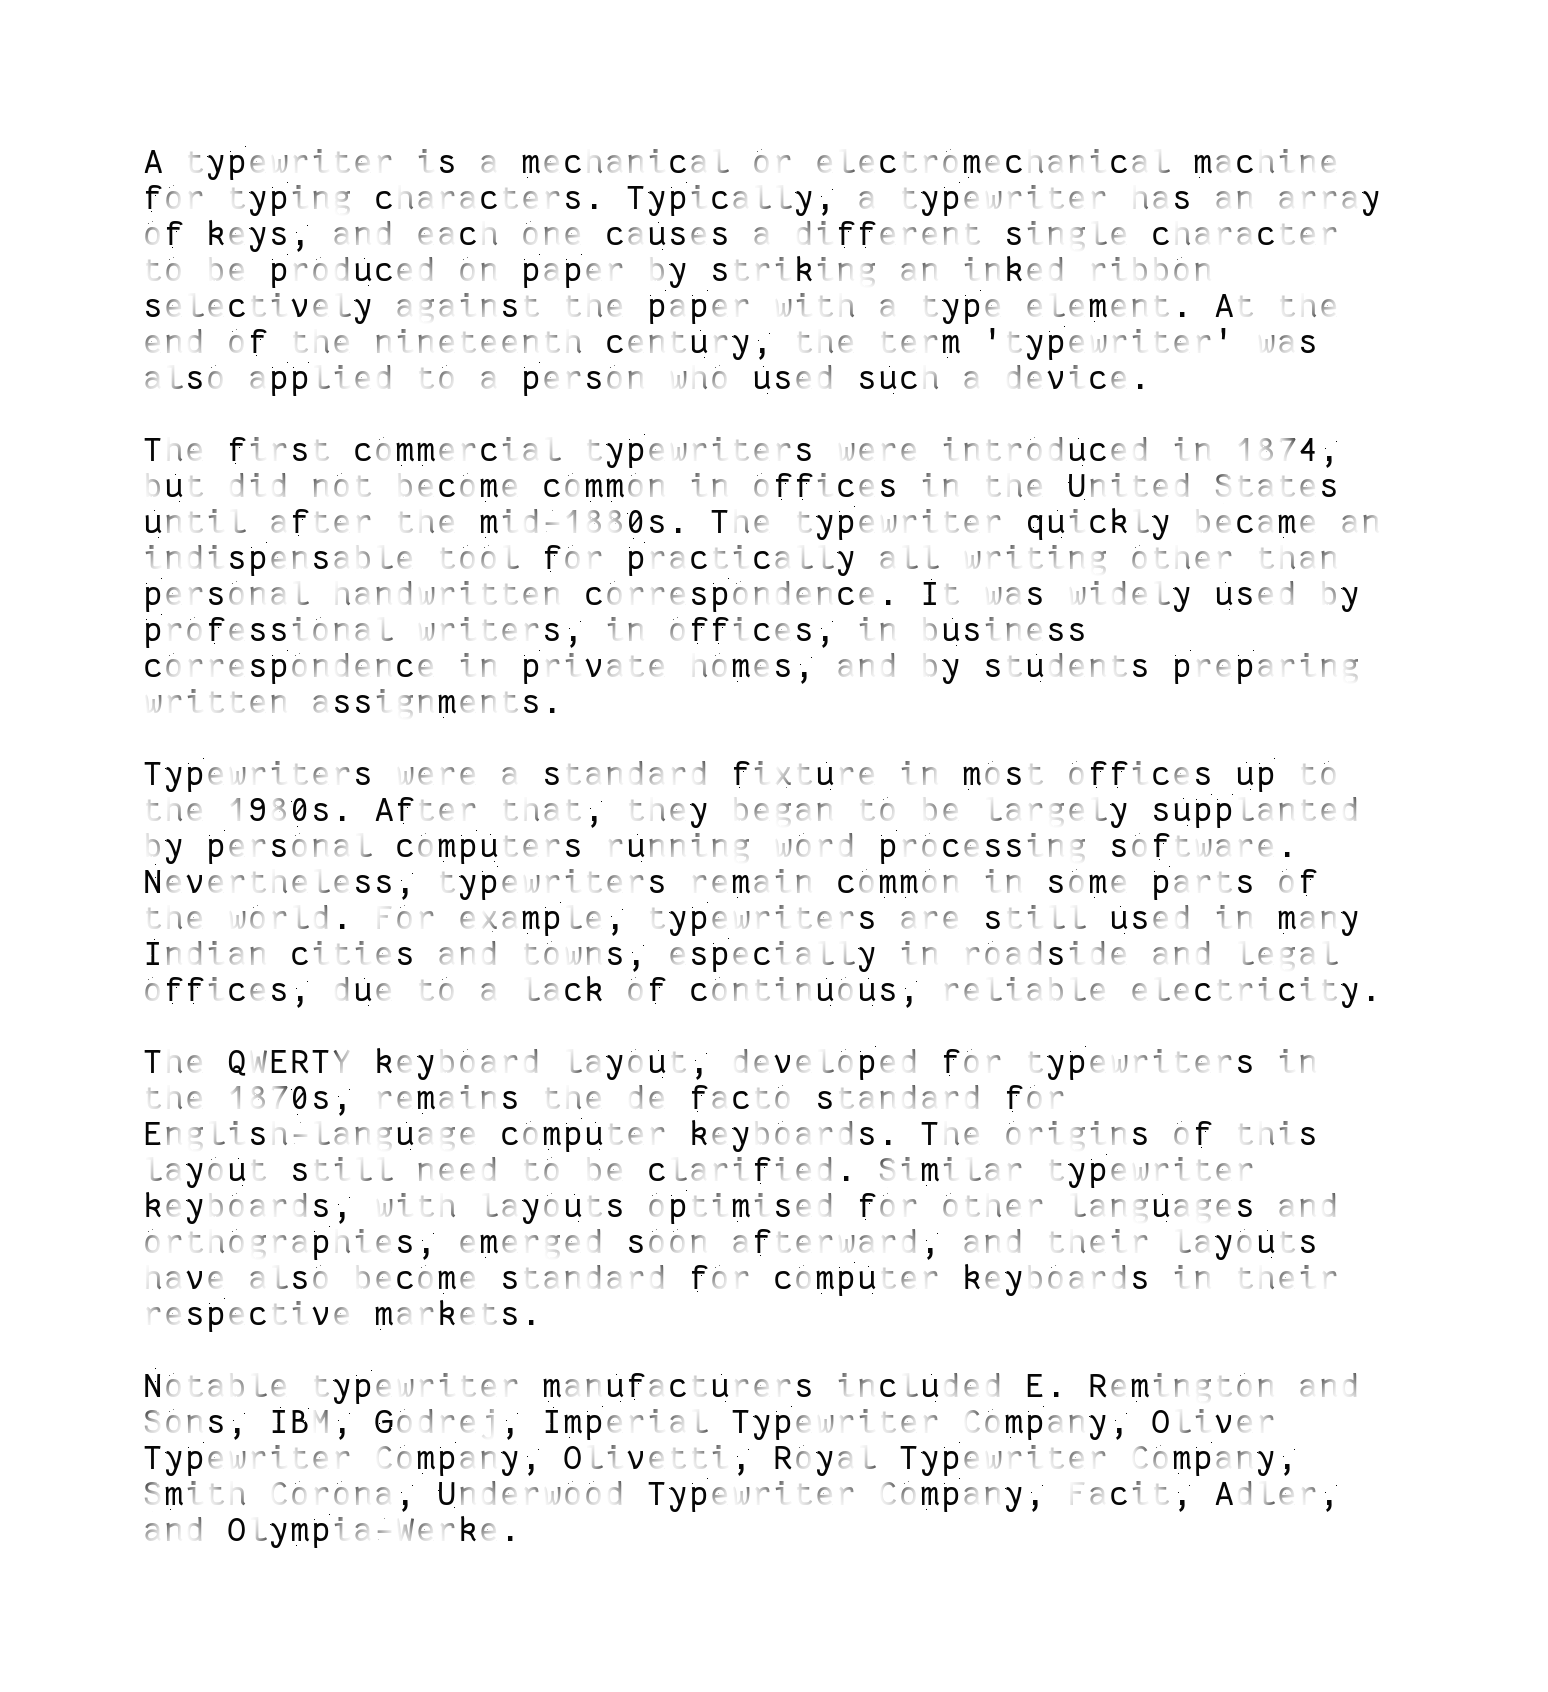 A typewriter is a mechanical or electromechanical machine
for typing characters. Typically, a typewriter has an array
of keys, and each one causes a different single character
to be produced on paper by striking an inked ribbon
selectively against the paper with a type element. At the
end of the nineteenth century, the term 'typewriter' was
also applied to a person who used such a device.

The first commercial typewriters were introduced in 1874,
but did not become common in offices in the United States
until after the mid-1880s. The typewriter quickly became an
indispensable tool for practically all writing other than
personal handwritten correspondence. It was widely used by
professional writers, in offices, in business
correspondence in private homes, and by students preparing
written assignments.

Typewriters were a standard fixture in most offices up to
the 1980s. After that, they began to be largely supplanted
by personal computers running word processing software.
Nevertheless, typewriters remain common in some parts of
the world. For example, typewriters are still used in many
Indian cities and towns, especially in roadside and legal
offices, due to a lack of continuous, reliable electricity.

The QWERTY keyboard layout, developed for typewriters in
the 1870s, remains the de facto standard for
English-language computer keyboards. The origins of this
layout still need to be clarified. Similar typewriter
keyboards, with layouts optimised for other languages and
orthographies, emerged soon afterward, and their layouts
have also become standard for computer keyboards in their
respective markets.

Notable typewriter manufacturers included E. Remington and
Sons, IBM, Godrej, Imperial Typewriter Company, Oliver
Typewriter Company, Olivetti, Royal Typewriter Company,
Smith Corona, Underwood Typewriter Company, Facit, Adler,
and Olympia-Werke.